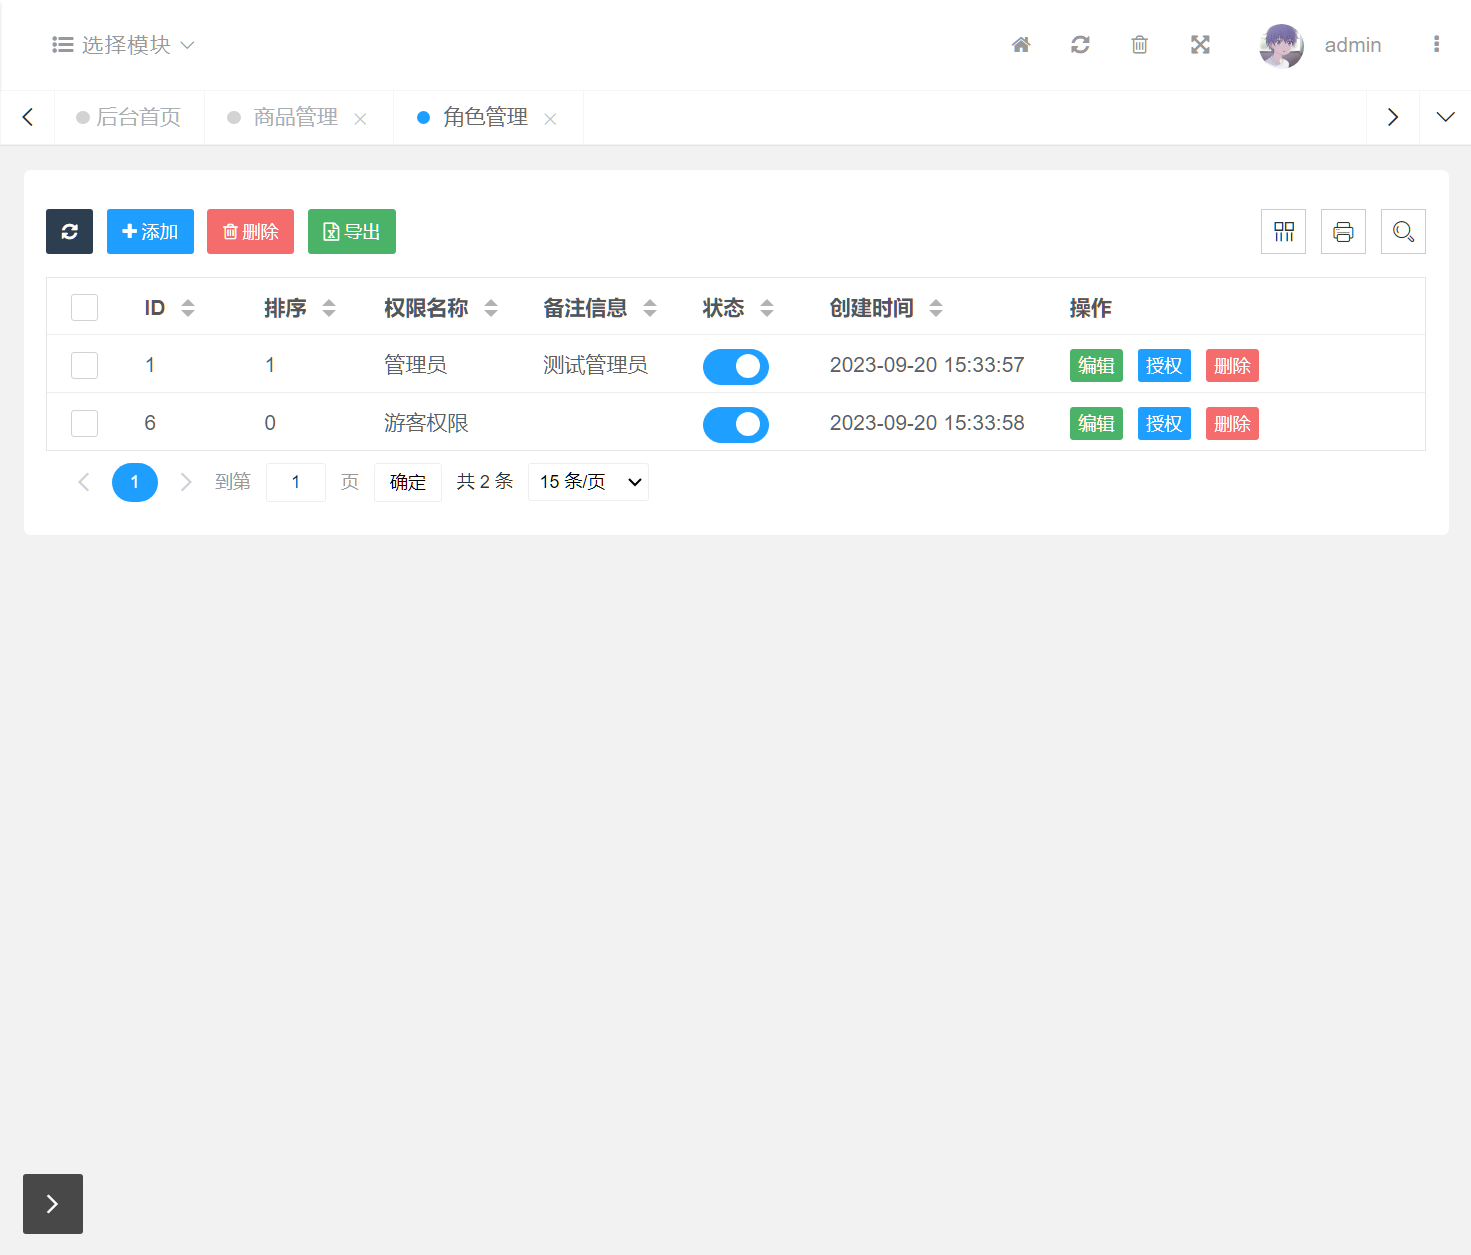 选择模块 admin
后台首页 商品管理 角色管理
添加 删除 导出
ID 排序 权限名称 备注信息 状态 创建时间 操作
1 1 管理员 测试管理员 2023-09-20 15:33:57 编辑 授权 删除
6 0 游客权限 2023-09-20 15:33:58 编辑 授权 删除
1 到第 1 页 确定 共 2 条 15 条/页